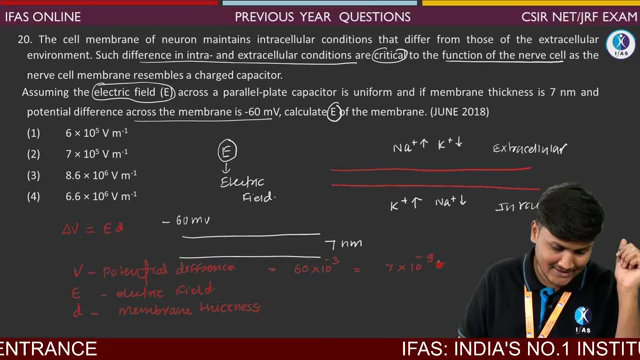 IFAS ONLINE PREVIOUS YEAR QUESTIONS CSIR NET/JRF EXAM
20. The cell membrane of neuron maintains intracellular conditions that differ from those of the extracellular
environment. Such difference in intra- and extracellular conditions are critical to the function of the nerve cell as the
nerve cell membrane resembles a charged capacitor.
Assuming the electric field (E) across a parallel-plate capacitor is uniform and if membrane thickness is 7 nm and
potential difference across the membrane is -60 mV, calculate E of the membrane. (JUNE 2018)
(1) 6 × 10⁵ V m⁻¹
(2) 7 × 10⁵ V m⁻¹
(3) 8.6 × 10⁶ V m⁻¹
(4) 6.6 × 10⁶ V m⁻¹
E
Electric
Field.
Na+↑ K+↓ Extracellular
K+↑ Na+↓
- 60mV
7 nm
ΔV = Ed
V - Potential difference = 60×10⁻³ = 7×10⁻⁹
E - electric field
d - membrane thickness
IFAS
ENTRANCE IFAS: INDIA'S NO.1 INSTIT